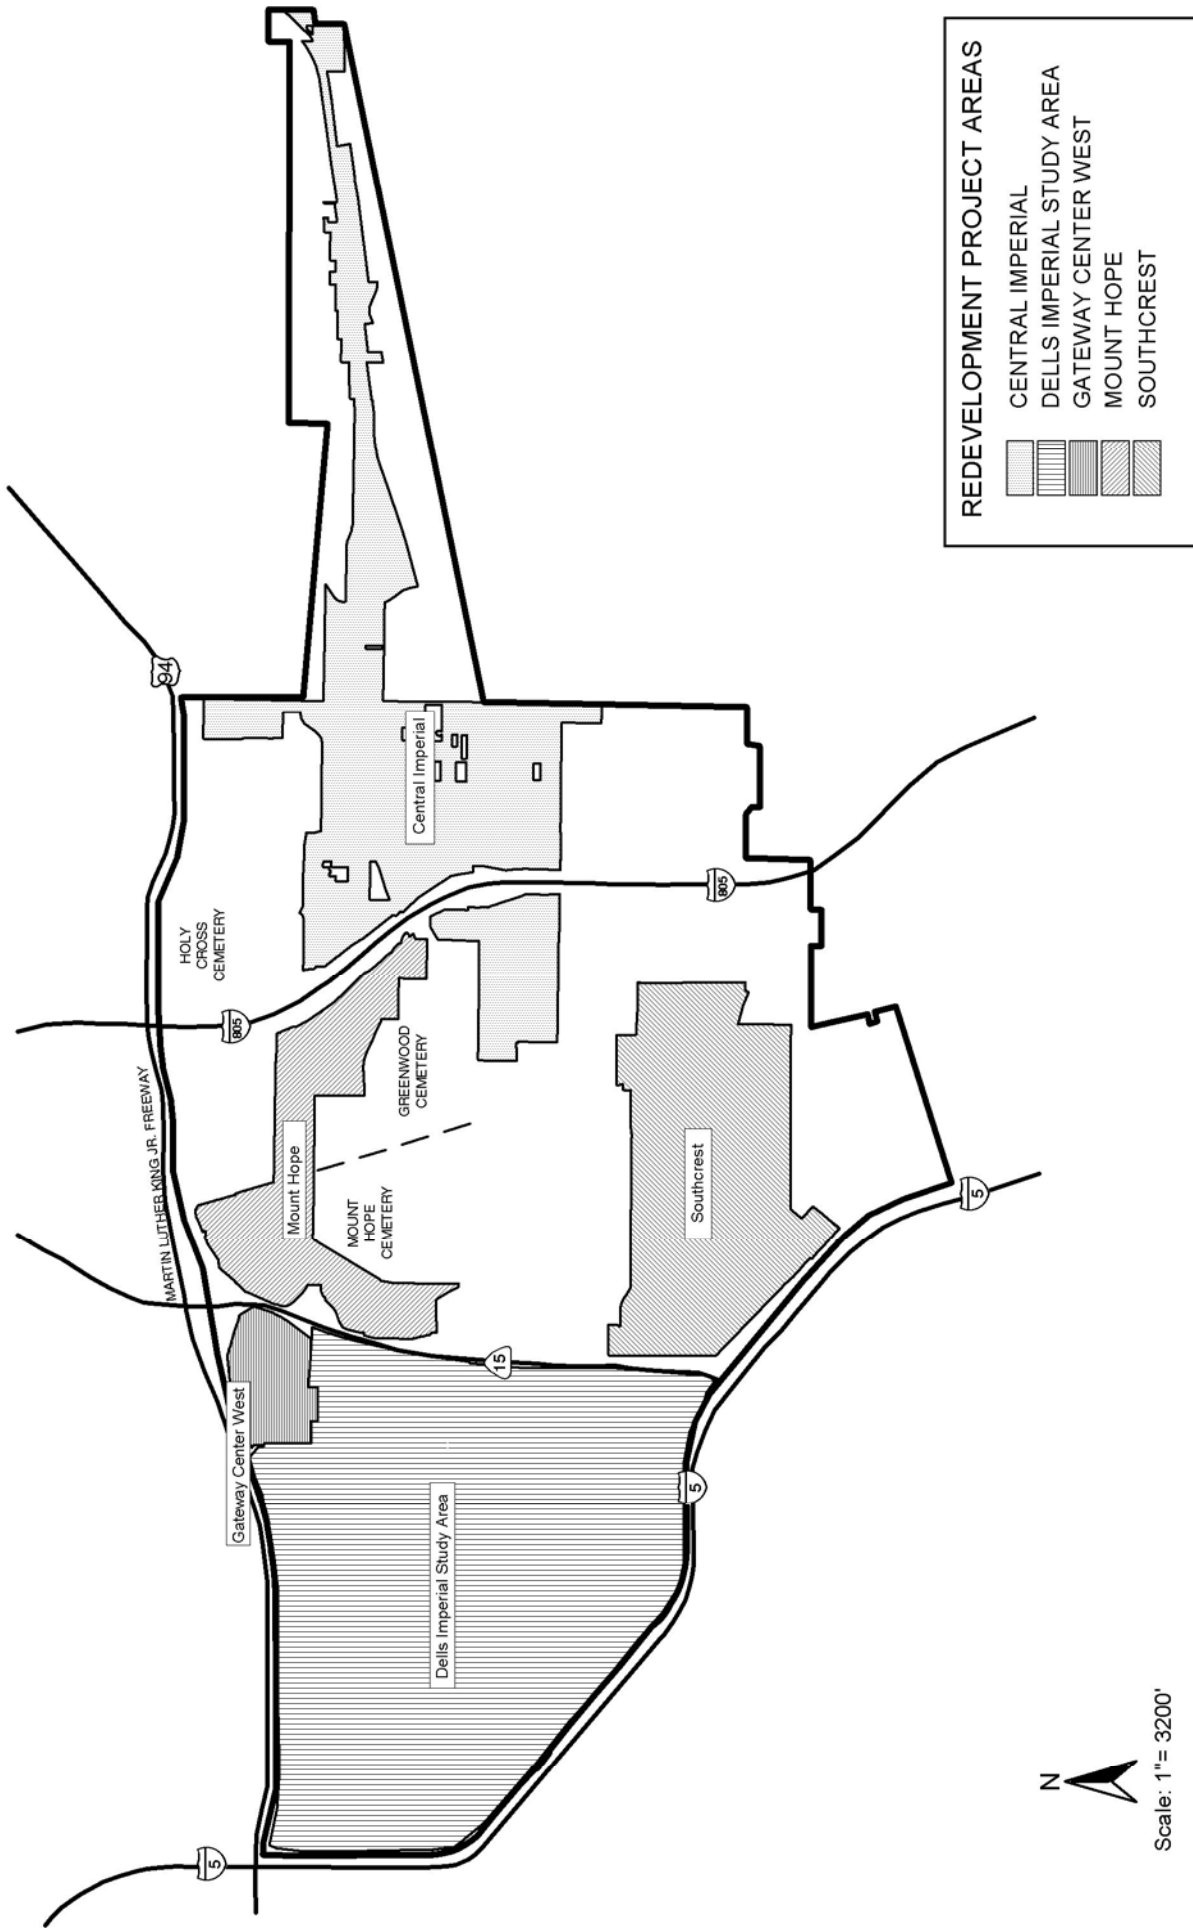 94
MARTIN LUTHER KING JR. FREEWAY
HOLY
CROSS
CEMETERY
805
Gateway Center West
Mount Hope
MOUNT
HOPE
CEMETERY
GREENWOOD
CEMETERY
Central Imperial
5
15
Dells Imperial Study Area
Southcrest
805
5
5
N
Scale: 1"= 3200'
REDEVELOPMENT PROJECT AREAS
CENTRAL IMPERIAL
DELLS IMPERIAL STUDY AREA
GATEWAY CENTER WEST
MOUNT HOPE
SOUTHCREST